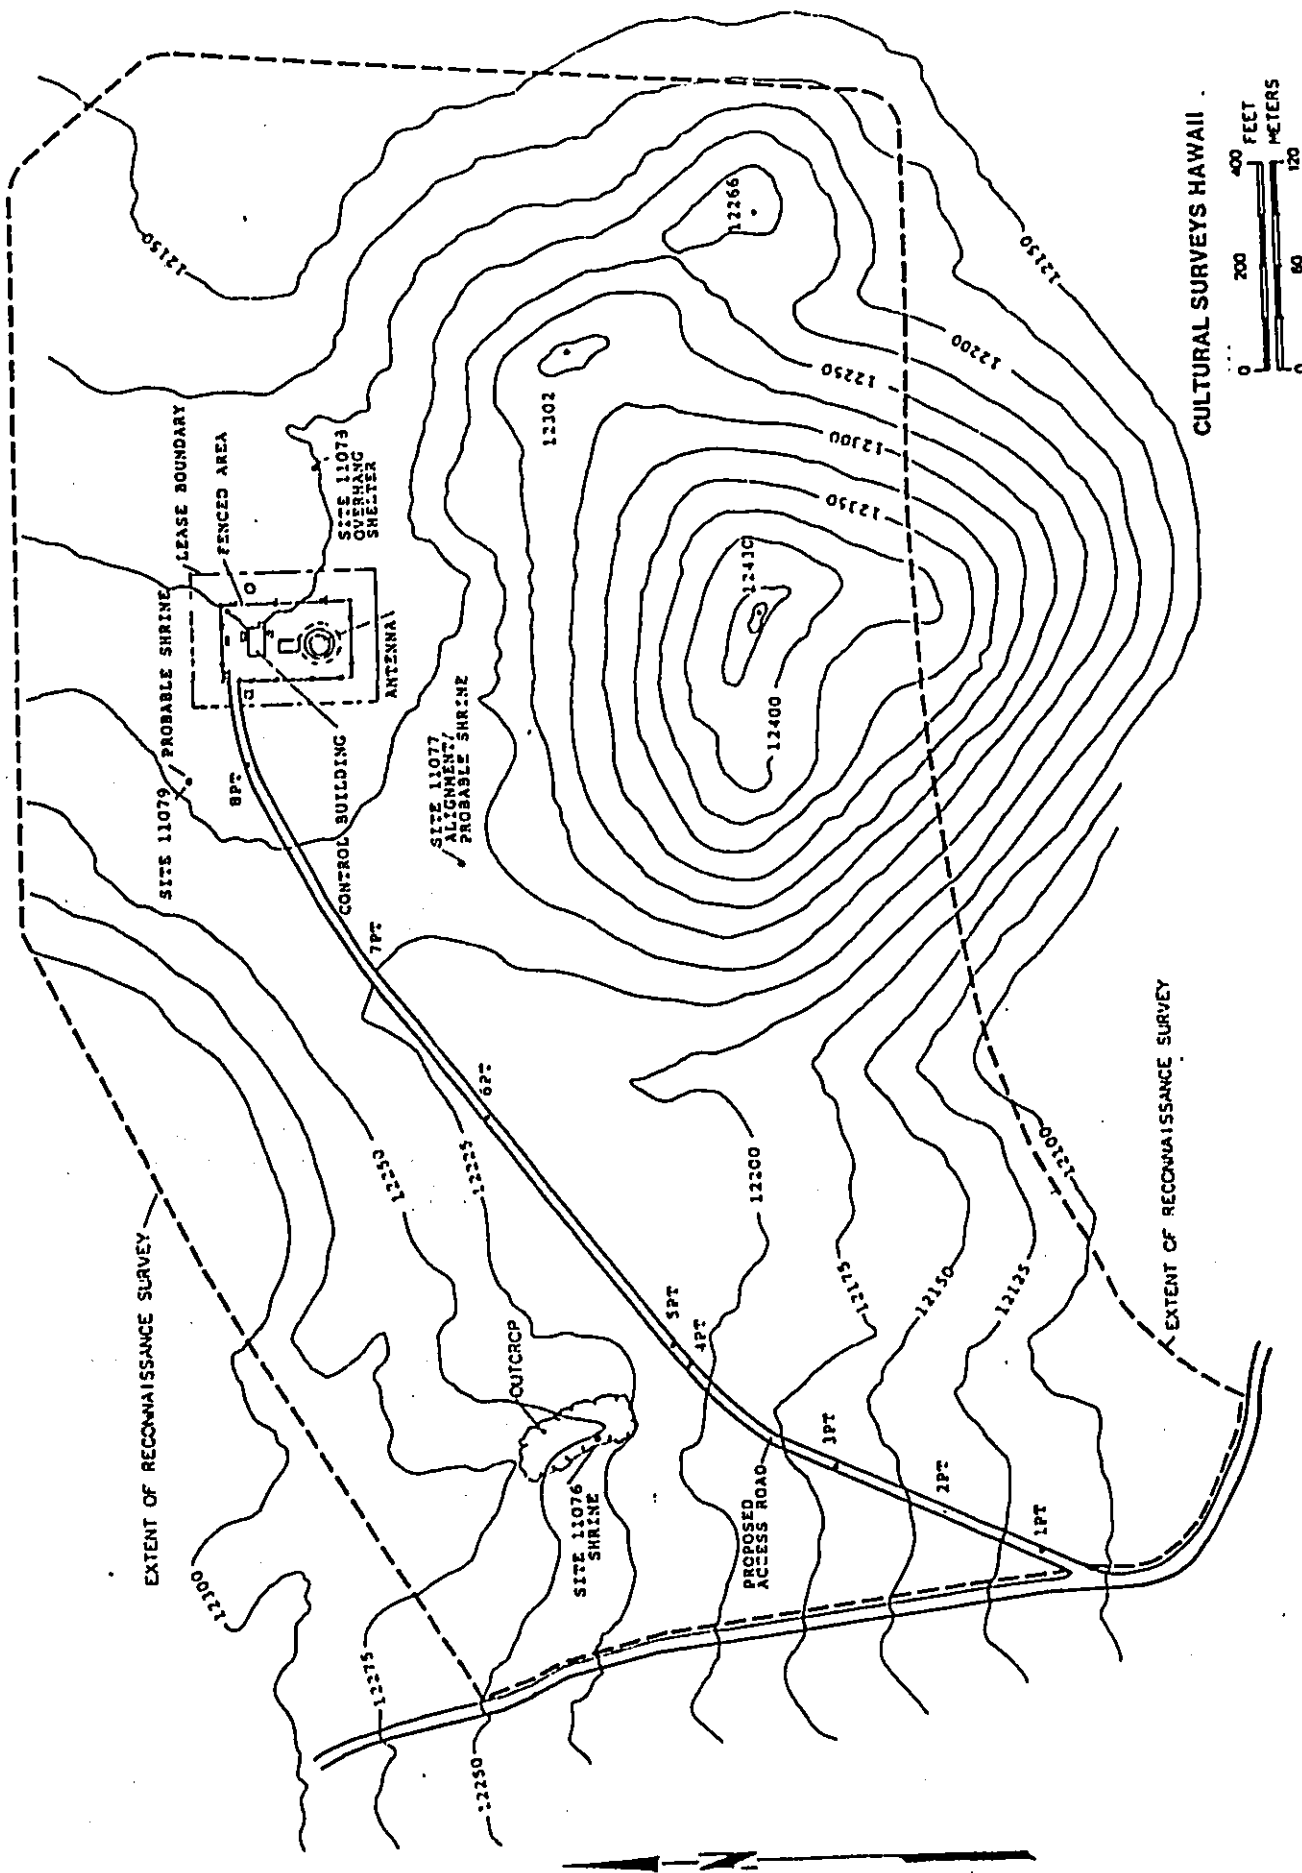 EXTENT OF RECONNAISSANCE SURVEY
SITE 11079 PROBABLE SHRINE
LEASE BOUNDARY
FENCED AREA
12150
8PT
CONTROL BUILDING
ANTENNA
SITE 11078
OVERHANG
SHELTER
SITE 11077
ALIGNMENT/
PROBABLE SHRINE
7PT
6PT
5PT
4PT
3PT
2PT
1PT
12300
12275
12250
12250
12225
OUTCROP
SITE 11076
SHRINE
12200
12175
12150
12125
12100
PROPOSED
ACCESS ROAD
12302
12266
12400
12350
12300
12250
12200
12150
EXTENT OF RECONNAISSANCE SURVEY
N
CULTURAL SURVEYS HAWAII
0 200 400 FEET
METERS
0 60 120